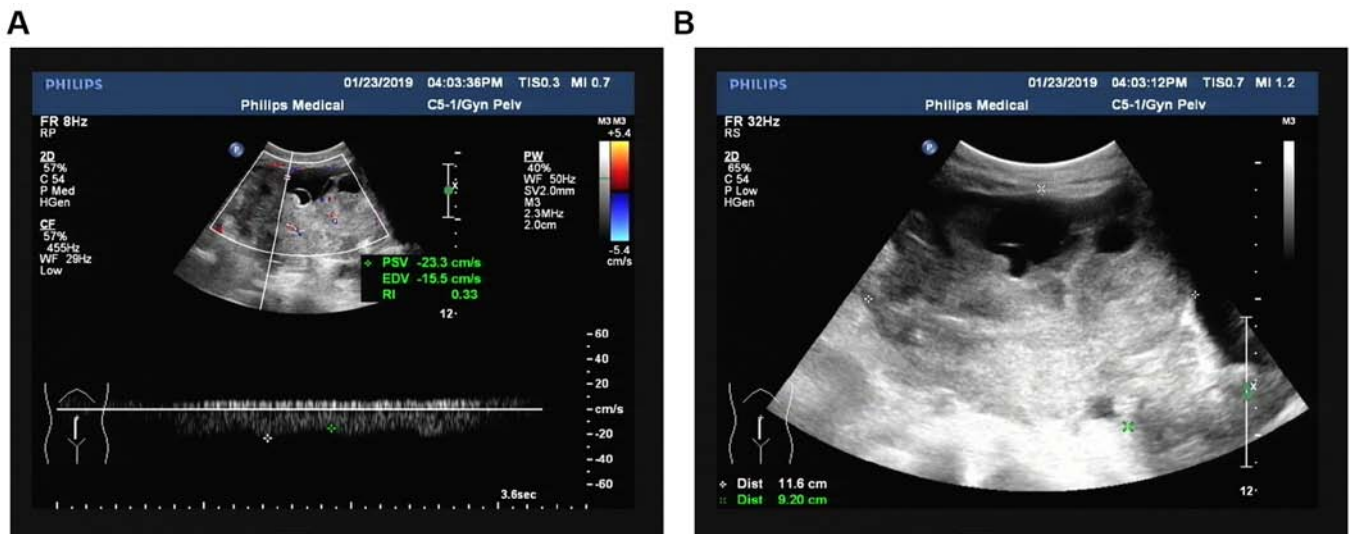 A
PHILIPS
01/23/2019 04:03:36PM TIS0.3 MI 0.7
Philips Medical C5-1/Gyn Pelv
FR 8Hz
RP
2D
57%
C 54
P Med
HGen
CF
57%
455Hz
WF 29Hz
Low
P
X
M3 M3
+5.4
-5.4
cm/s
PW
40%
WF 50Hz
SV2.0mm
M3
2.3MHz
2.0cm
PSV -23.3 cm/s
EDV -15.5 cm/s
RI 0.33
12
60
40
20
cm/s
-20
-40
-60
3.6sec
B
PHILIPS
01/23/2019 04:03:12PM TIS0.7 MI 1.2
Philips Medical C5-1/Gyn Pelv
FR 32Hz
RS
2D
65%
C 54
P Low
HGen
P
M3
X
12
Dist 11.6 cm
Dist 9.20 cm